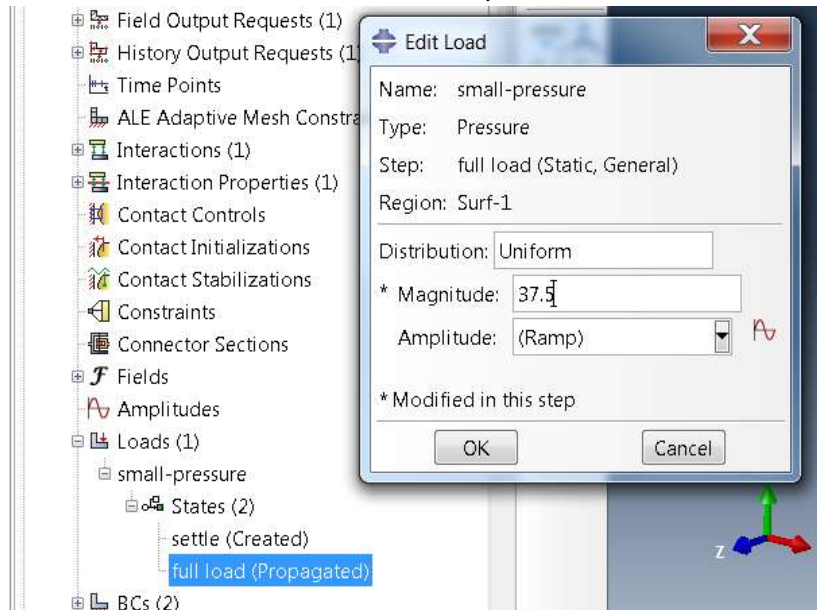 Field Output Requests (1)
History Output Requests (1
Time Points
ALE Adaptive Mesh Constra
Interactions (1)
Interaction Properties (1)
Contact Controls
Contact Initializations
Contact Stabilizations
Constraints
Connector Sections
F Fields
Amplitudes
Loads (1)
small-pressure
States (2)
settle (Created)
full load (Propagated)
BCs (2)
Edit Load
Name: small-pressure
Type: Pressure
Step: full load (Static, General)
Region: Surf-1
Distribution: Uniform
* Magnitude: 37.5
Amplitude: (Ramp)
* Modified in this step
OK Cancel
Z